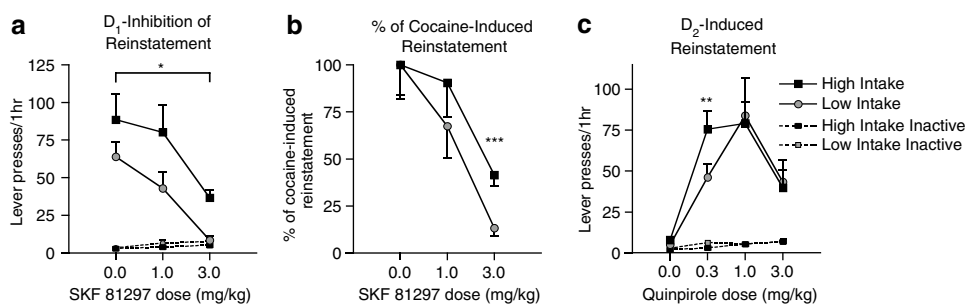 a
D1-Inhibition of
Reinstatement
125
100
75
50
25
0
Lever presses/1hr
*
0.0 1.0 3.0
SKF 81297 dose (mg/kg)
b
% of Cocaine-Induced
Reinstatement
100
75
50
25
0
% of cocaine-induced
reinstatement
***
0.0 1.0 3.0
SKF 81297 dose (mg/kg)
c
D2-Induced
Reinstatement
100
75
50
25
0
Lever presses/1hr
**
0.0 0.3 1.0 3.0
Quinpirole dose (mg/kg)
High Intake
Low Intake
High Intake Inactive
Low Intake Inactive